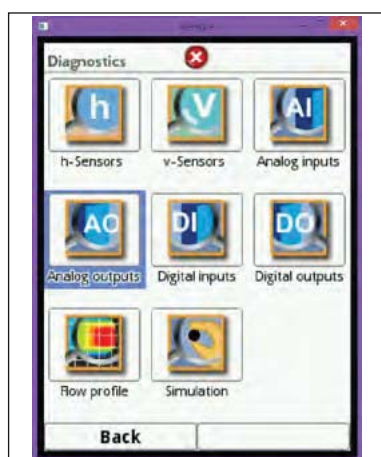 Diagnostics
h
V
AI
h-Sensors
v-Sensors
Analog inputs
AO
DI
DO
Analog outputs
Digital inputs
Digital outputs
Flow profile
Simulation
Back